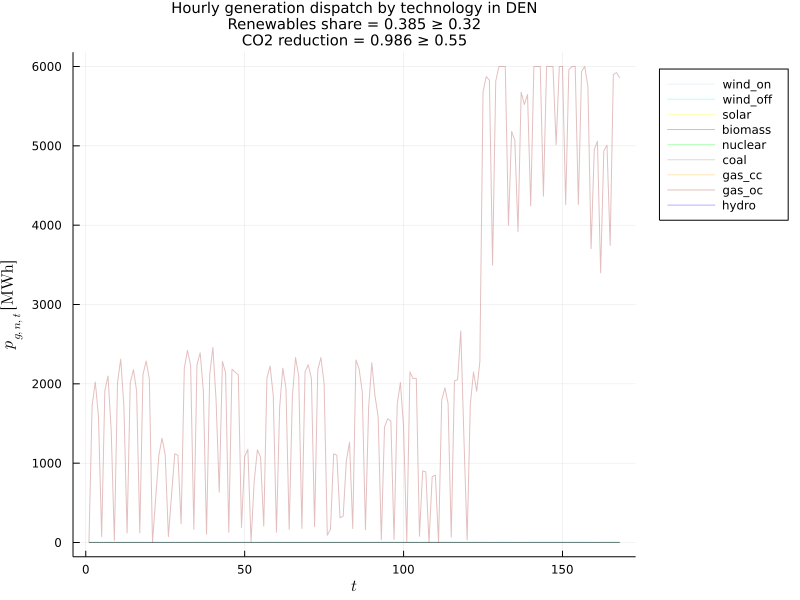 Hourly generation dispatch by technology in DEN
Renewables share = 0.385 ≥ 0.32
CO2 reduction = 0.986 ≥ 0.55
6000
5000
4000
3000
2000
1000
0
p_{g,n,t} [MWh]
0 50 100 150
t
wind_on
wind_off
solar
biomass
nuclear
coal
gas_cc
gas_oc
hydro